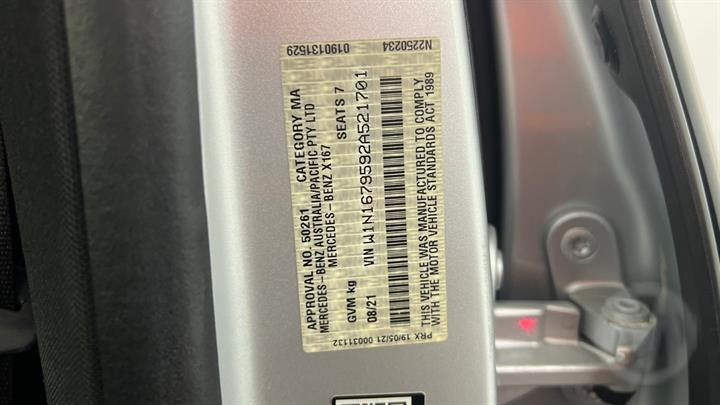 0190131529 N2250234
APPROVAL NO. 50261 CATEGORY MA
MERCEDES-BENZ AUSTRALIA/PACIFIC PTY LTD
MERCEDES-BENZ X167
GVM kg SEATS 7
08/21 VIN W1N1679592A521701
THIS VEHICLE WAS MANUFACTURED TO COMPLY
WITH THE MOTOR VEHICLE STANDARDS ACT 1989
PRX 19/05/21 00031132